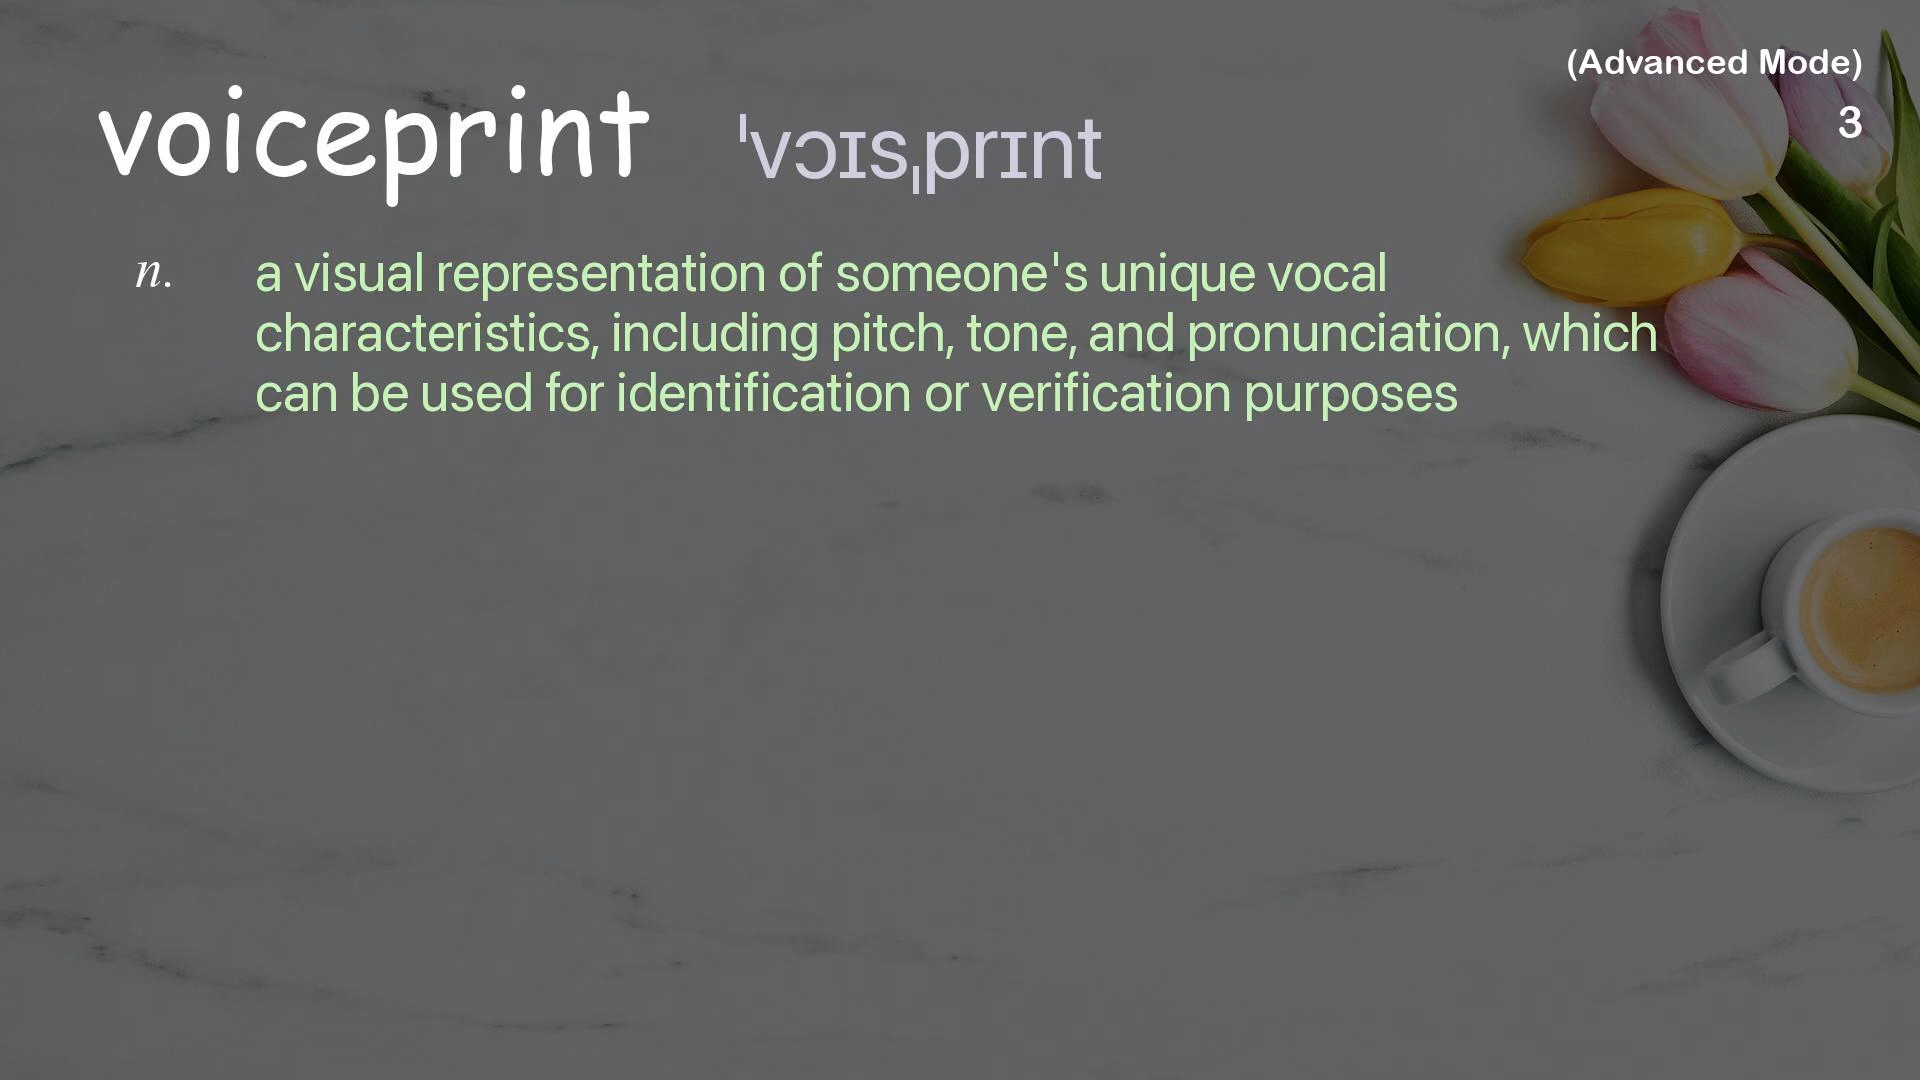 (Advanced Mode)
voiceprint ˈvɔɪsˌprɪnt
3
n. a visual representation of someone's unique vocal
characteristics, including pitch, tone, and pronunciation, which
can be used for identification or verification purposes